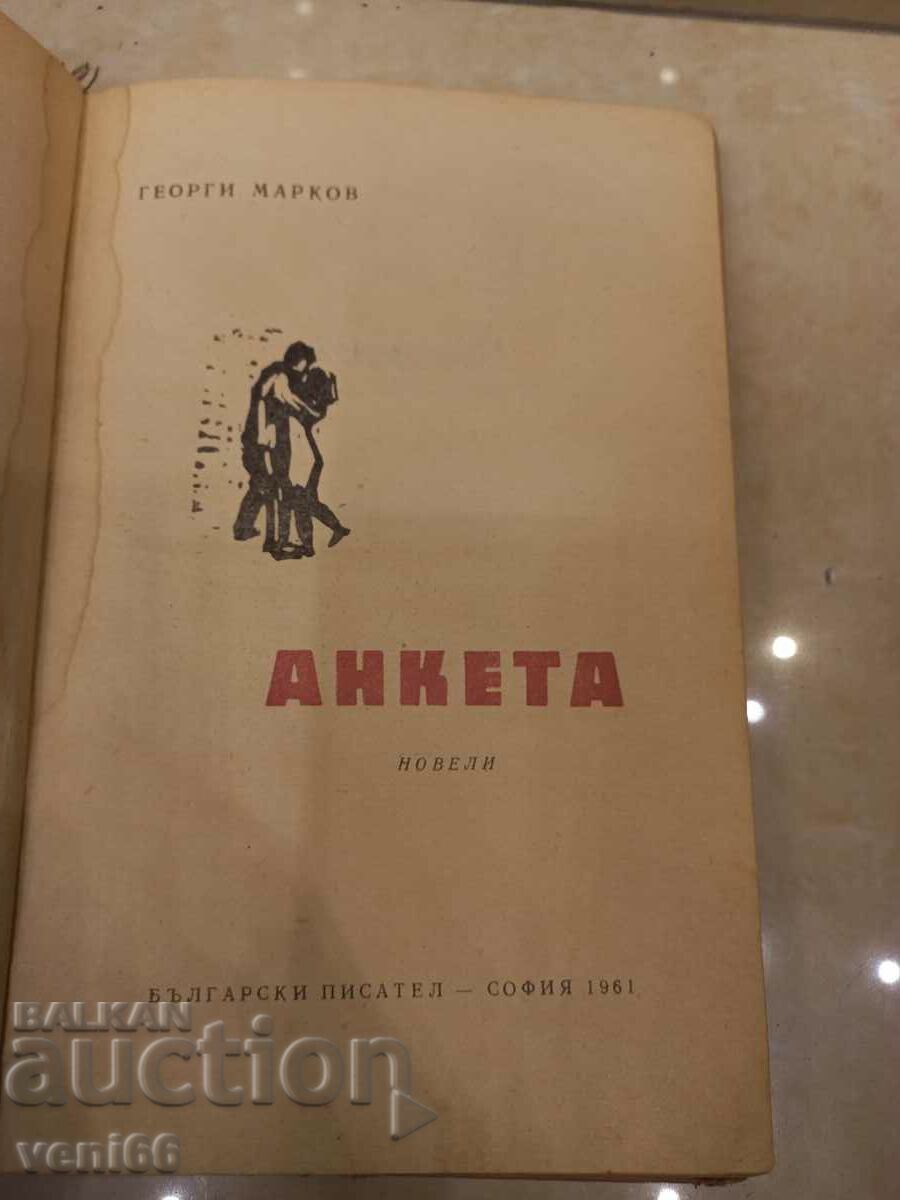 ГЕОРГИ МАРКОВ
АНКЕТА
НОВЕЛИ
БЪЛГАРСКИ ПИСАТЕЛ — СОФИЯ 1961
BALKAN
auction
veni66